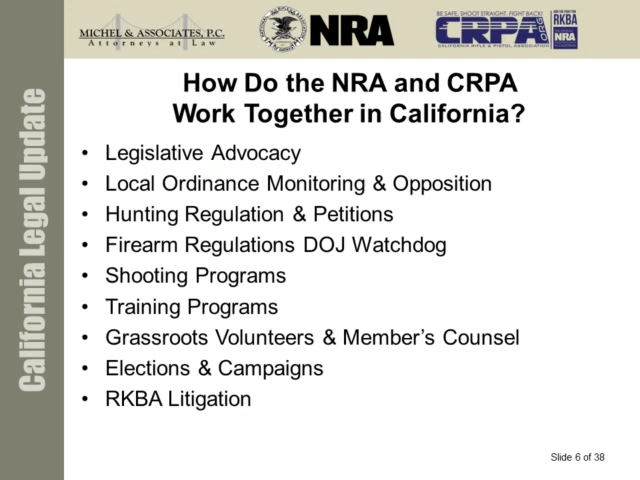 MICHEL & ASSOCIATES, P.C.
Attorneys at Law
NRA
BE SAFE, SHOOT STRAIGHT, FIGHT BACK!
CRPA.ORG
CALIFORNIA RIFLE & PISTOL ASSOCIATION
RKBA
NRA
California Legal Update
How Do the NRA and CRPA
Work Together in California?
• Legislative Advocacy
• Local Ordinance Monitoring & Opposition
• Hunting Regulation & Petitions
• Firearm Regulations DOJ Watchdog
• Shooting Programs
• Training Programs
• Grassroots Volunteers & Member’s Counsel
• Elections & Campaigns
• RKBA Litigation
Slide 6 of 38